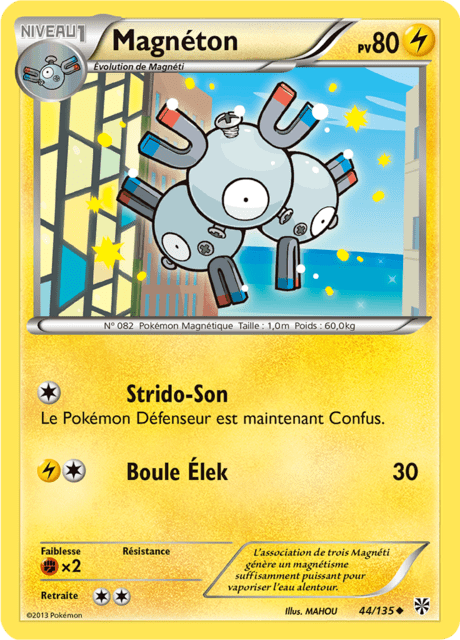 NIVEAU 1
Magnéton
PV80
Évolution de Magnéti
N° 082 Pokémon Magnétique Taille : 1,0m Poids : 60,0kg
Strido-Son
Le Pokémon Défenseur est maintenant Confus.
Boule Élek 30
Faiblesse Résistance
×2
Retraite
L'association de trois Magnéti
génère un magnétisme
suffisamment puissant pour
vaporiser l'eau alentour.
©2013 Pokémon
Illus. MAHOU 44/135